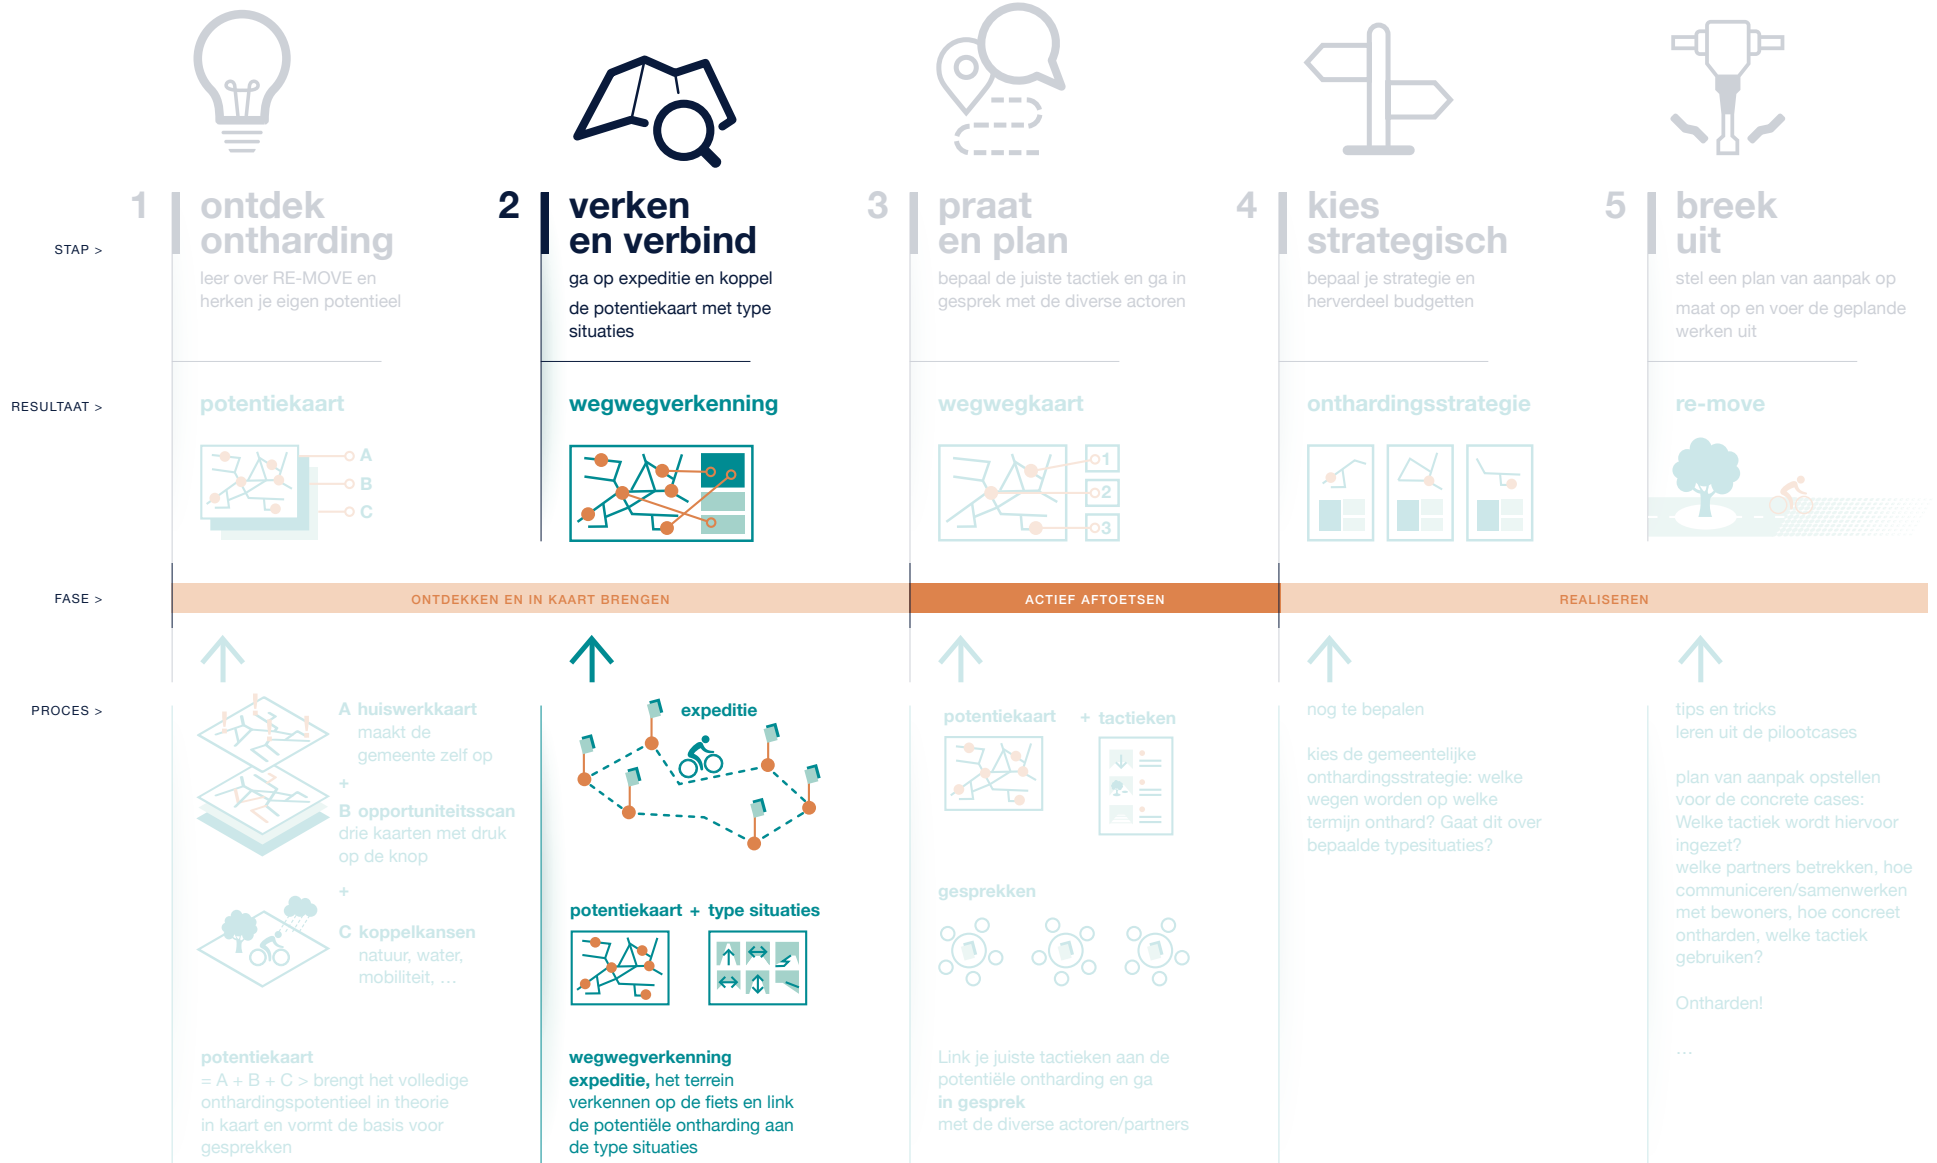 STAP >
1
ontdek
ontharding
leer over RE-MOVE en
herken je eigen potentieel
2
verken
en verbind
ga op expeditie en koppel
de potentiekaart met type
situaties
3
praat
en plan
bepaal de juiste tactiek en ga in
gesprek met de diverse actoren
4
kies
strategisch
bepaal je strategie en
herverdeel budgetten
5
breek
uit
stel een plan van aanpak op
maat op en voer de geplande
werken uit
RESULTAAT >
potentiekaart
A
B
C
wegwegverkenning
wegwegkaart
1
2
3
onthardingsstrategie
re-move
FASE >
ONTDEKKEN EN IN KAART BRENGEN
ACTIEF AFTOETSEN
REALISEREN
PROCES >
A huiswerkkaart
maakt de
gemeente zelf op
+
B opportuniteitsscan
drie kaarten met druk
op de knop
+
C koppelkansen
natuur, water,
mobiliteit, ...
potentiekaart
= A + B + C > brengt het volledige
onthardingspotentieel in theorie
in kaart en vormt de basis voor
gesprekken
expeditie
potentiekaart + type situaties
wegwegverkenning
expeditie, het terrein
verkennen op de fiets en link
de potentiële ontharding aan
de type situaties
potentiekaart + tactieken
gesprekken
Link je juiste tactieken aan de
potentiële ontharding en ga
in gesprek
met de diverse actoren/partners
nog te bepalen
kies de gemeentelijke
onthardingsstrategie: welke
wegen worden op welke
termijn onthard? Gaat dit over
bepaalde typesituaties?
tips en tricks
leren uit de pilootcases
plan van aanpak opstellen
voor de concrete cases:
Welke tactiek wordt hiervoor
ingezet?
welke partners betrekken, hoe
communiceren/samenwerken
met bewoners, hoe concreet
ontharden, welke tactiek
gebruiken?
Ontharden!
...